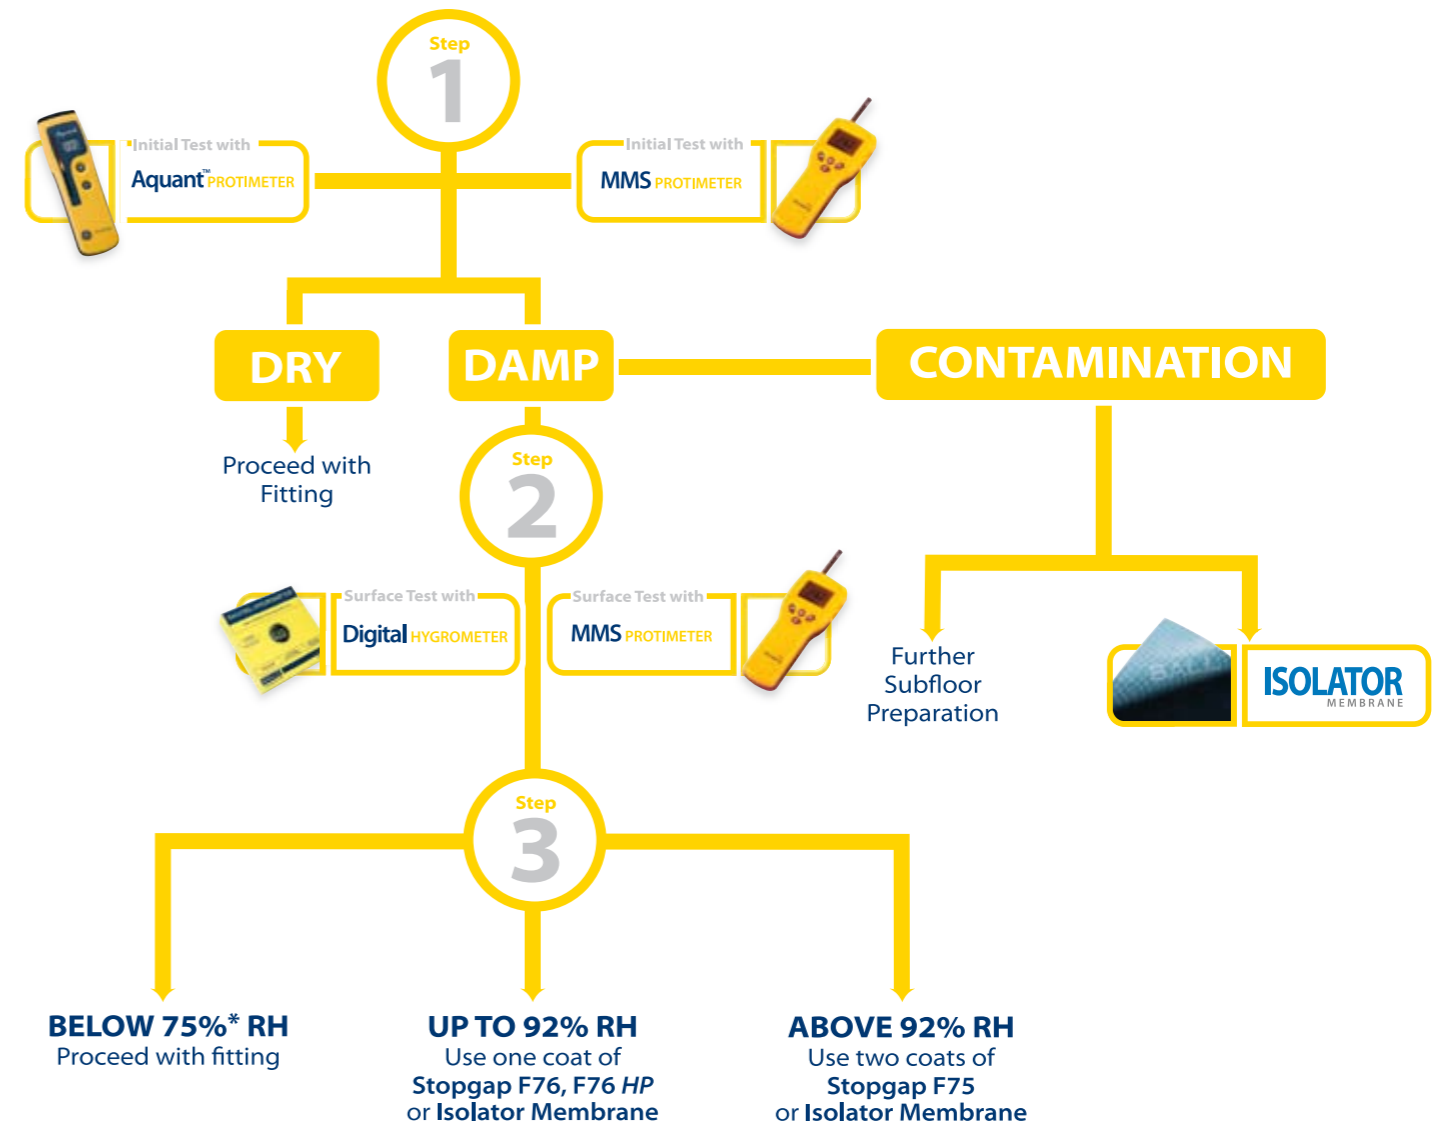 Step
1
Initial Test with
Aquant™ PROTIMETER
Initial Test with
MMS PROTIMETER
DRY
DAMP
CONTAMINATION
Proceed with
Fitting
Step
2
Surface Test with
Digital HYGROMETER
Surface Test with
MMS PROTIMETER
Further
Subfloor
Preparation
ISOLATOR
MEMBRANE
Step
3
BELOW 75%* RH
Proceed with fitting
UP TO 92% RH
Use one coat of
Stopgap F76, F76 HP
or Isolator Membrane
ABOVE 92% RH
Use two coats of
Stopgap F75
or Isolator Membrane